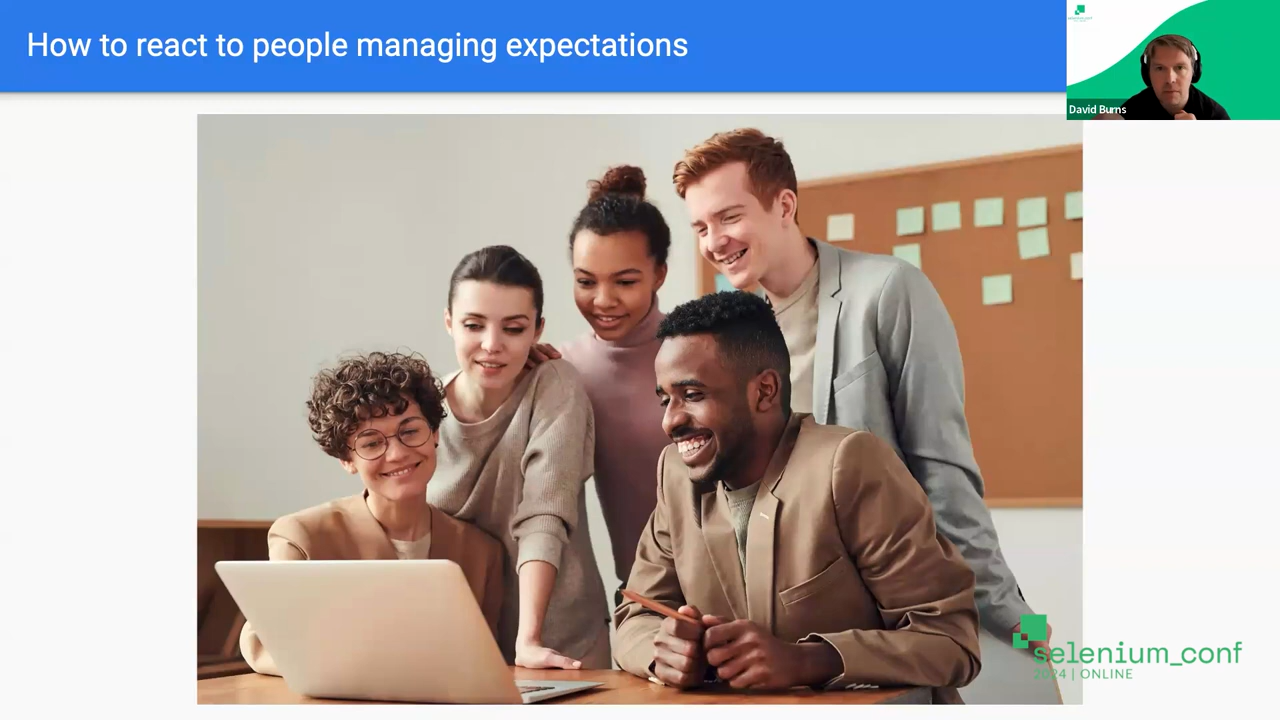 How to react to people managing expectations
David Burns
selenium_conf
2024 | ONLINE